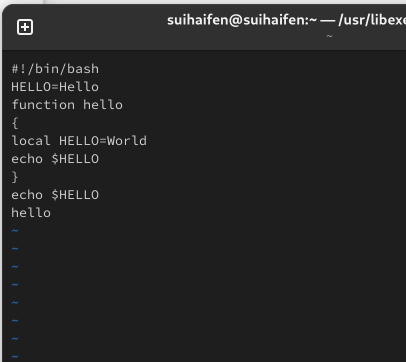 suihaifen@suihaifen:~ — /usr/libexe
~
#!/bin/bash
HELLO=Hello
function hello
{
local HELLO=World
echo $HELLO
}
echo $HELLO
hello
~
~
~
~
~
~
~
~